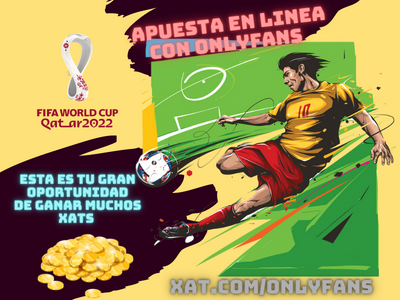 APUESTA EN LINEA
CON ONLYFANS
FIFA WORLD CUP
Qatar2022
10
ESTA ES TU GRAN
OPORTUNIDAD
DE GANAR MUCHOS
XATS
XAT.COM/ONLYFANS